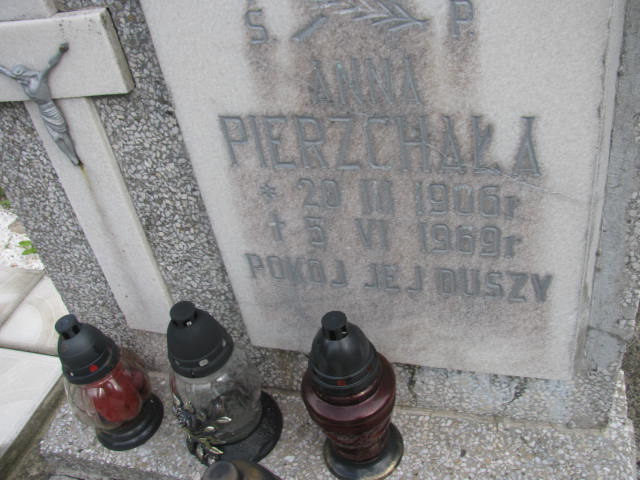 Ś. P.
ANNA
PIERZCHAŁA
* 20 III 1906r
† 5 VI 1969r
POKÓJ JEJ DUSZY